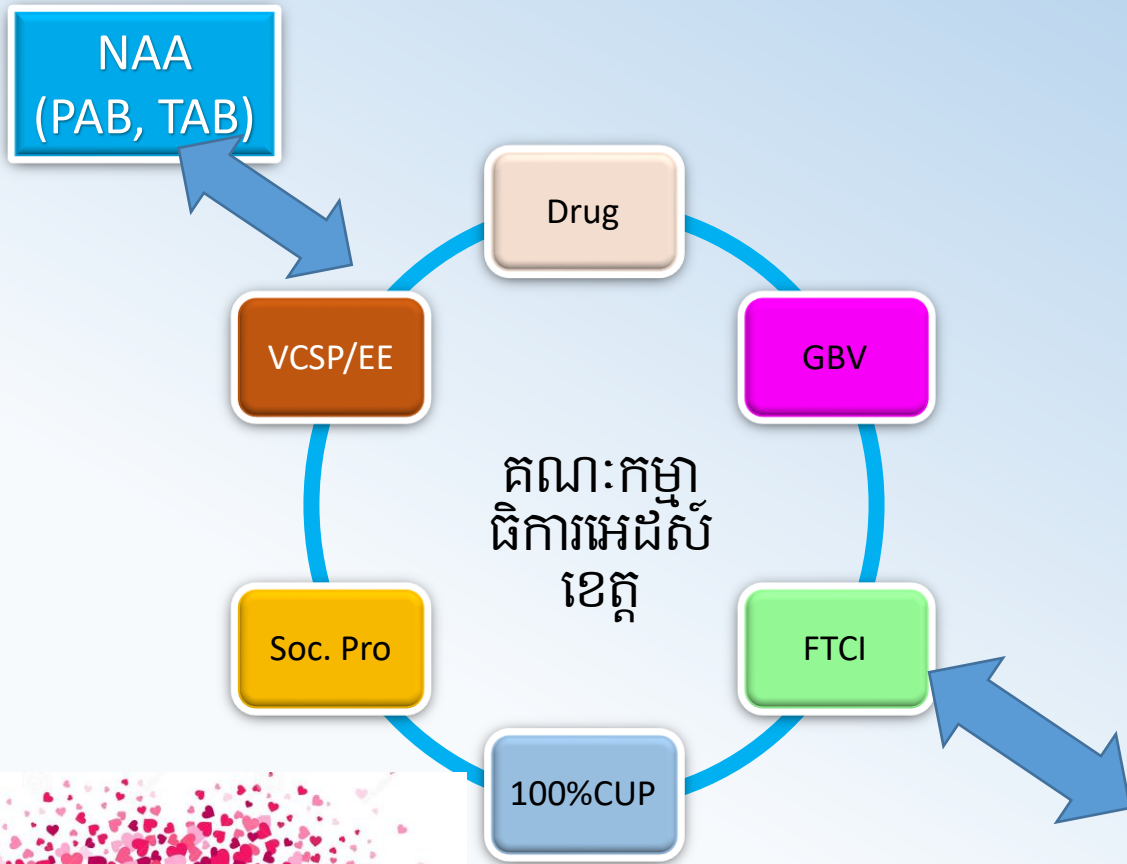 NAA
(PAB, TAB)
Drug
VCSP/EE
GBV
គណៈកម្មា
ធិការអេដស៍
ខេត្ត
Soc. Pro
FTCI
100%CUP